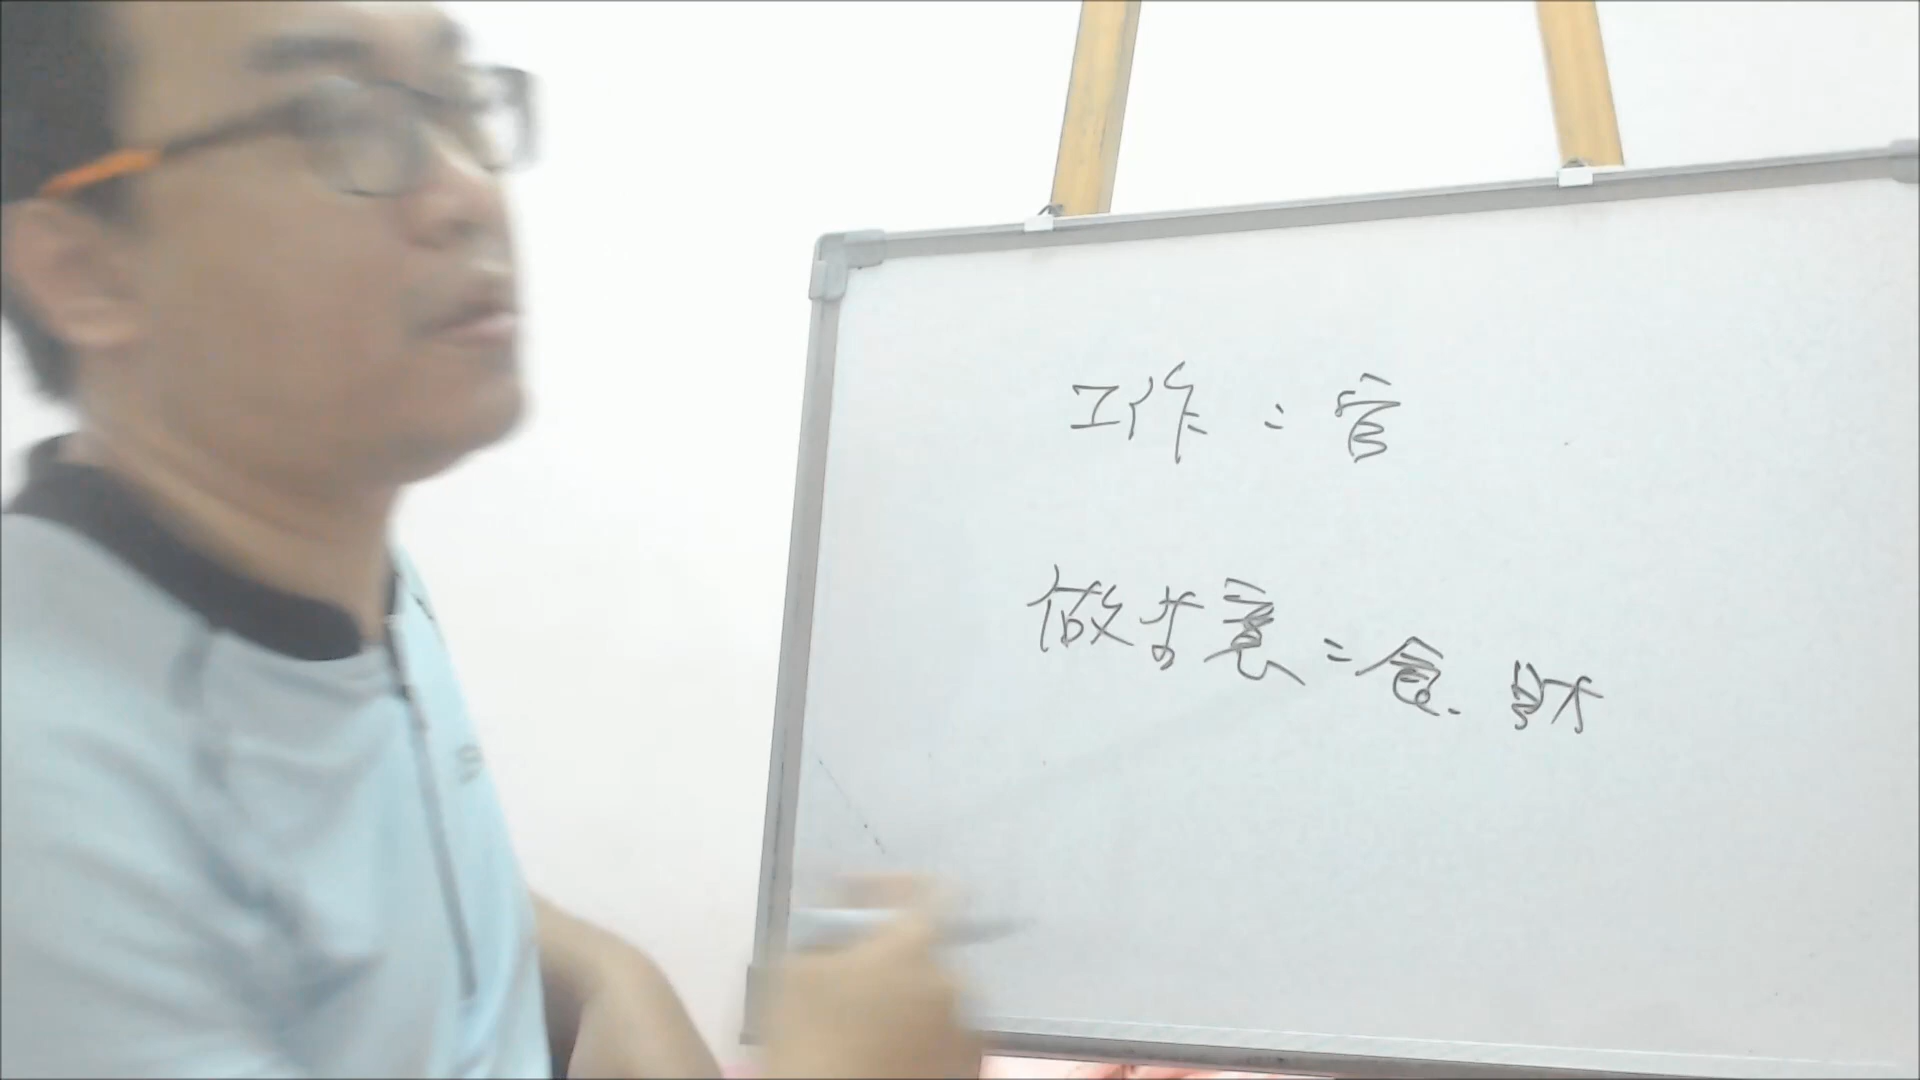 工作 = 官
做生意 = 食. 財